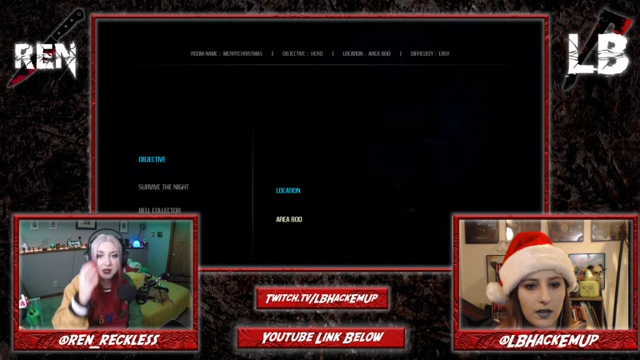 REN
LB
ROOM NAME : MERRYCHRISTMAS | OBJECTIVE : HERD | LOCATION : AREA 800 | DIFFICULTY : EASY
OBJECTIVE
SURVIVE THE NIGHT
BELL COLLECTOR
LOCATION
AREA 800
TWITCH.TV/LBHACKEMUP
YOUTUBE LINK BELOW
@REN_RECKLESS
@LBHACKEMUP